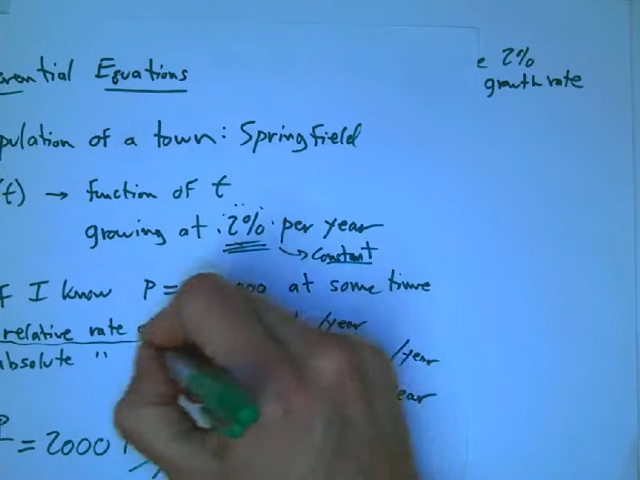 ential Equations
e 2%
growth rate
pulation of a town: Springfield
(t) → function of t
growing at 2% per year
↳ Constant
f I know P= 000 at some time
relative rate /year
absolute " /year
ear
= 2000